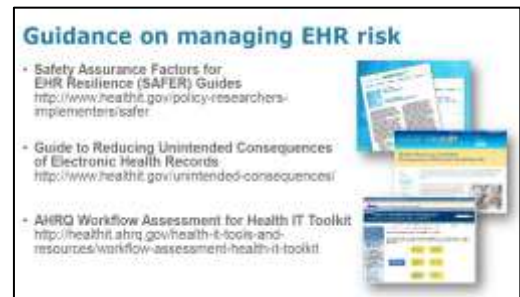 Guidance on managing EHR risk
• Safety Assurance Factors for
EHR Resilience (SAFER) Guides
http://www.healthit.gov/policy-researchers-
implementers/safer
• Guide to Reducing Unintended Consequences
of Electronic Health Records
http://www.healthit.gov/unintended-consequences/
• AHRQ Workflow Assessment for Health IT Toolkit
http://healthit.ahrq.gov/health-it-tools-and-
resources/workflow-assessment-health-it-toolkit